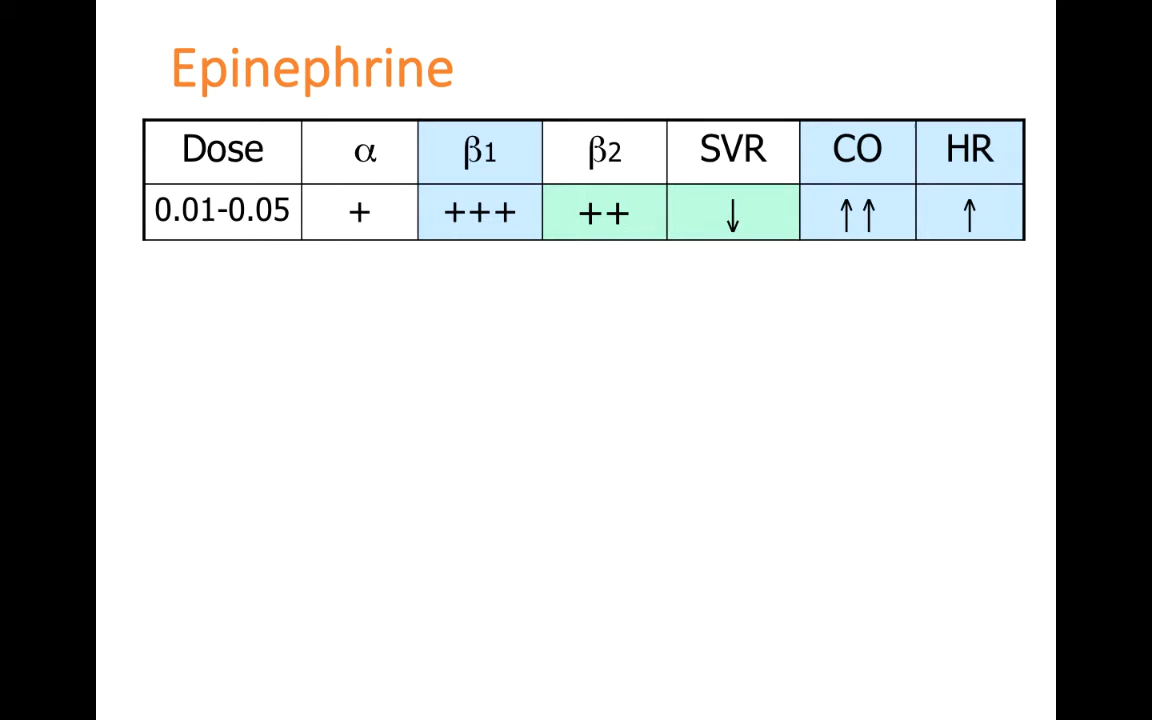 Epinephrine
Dose α β1 β2 SVR CO HR
0.01-0.05 + +++ ++ ↓ ↑↑ ↑